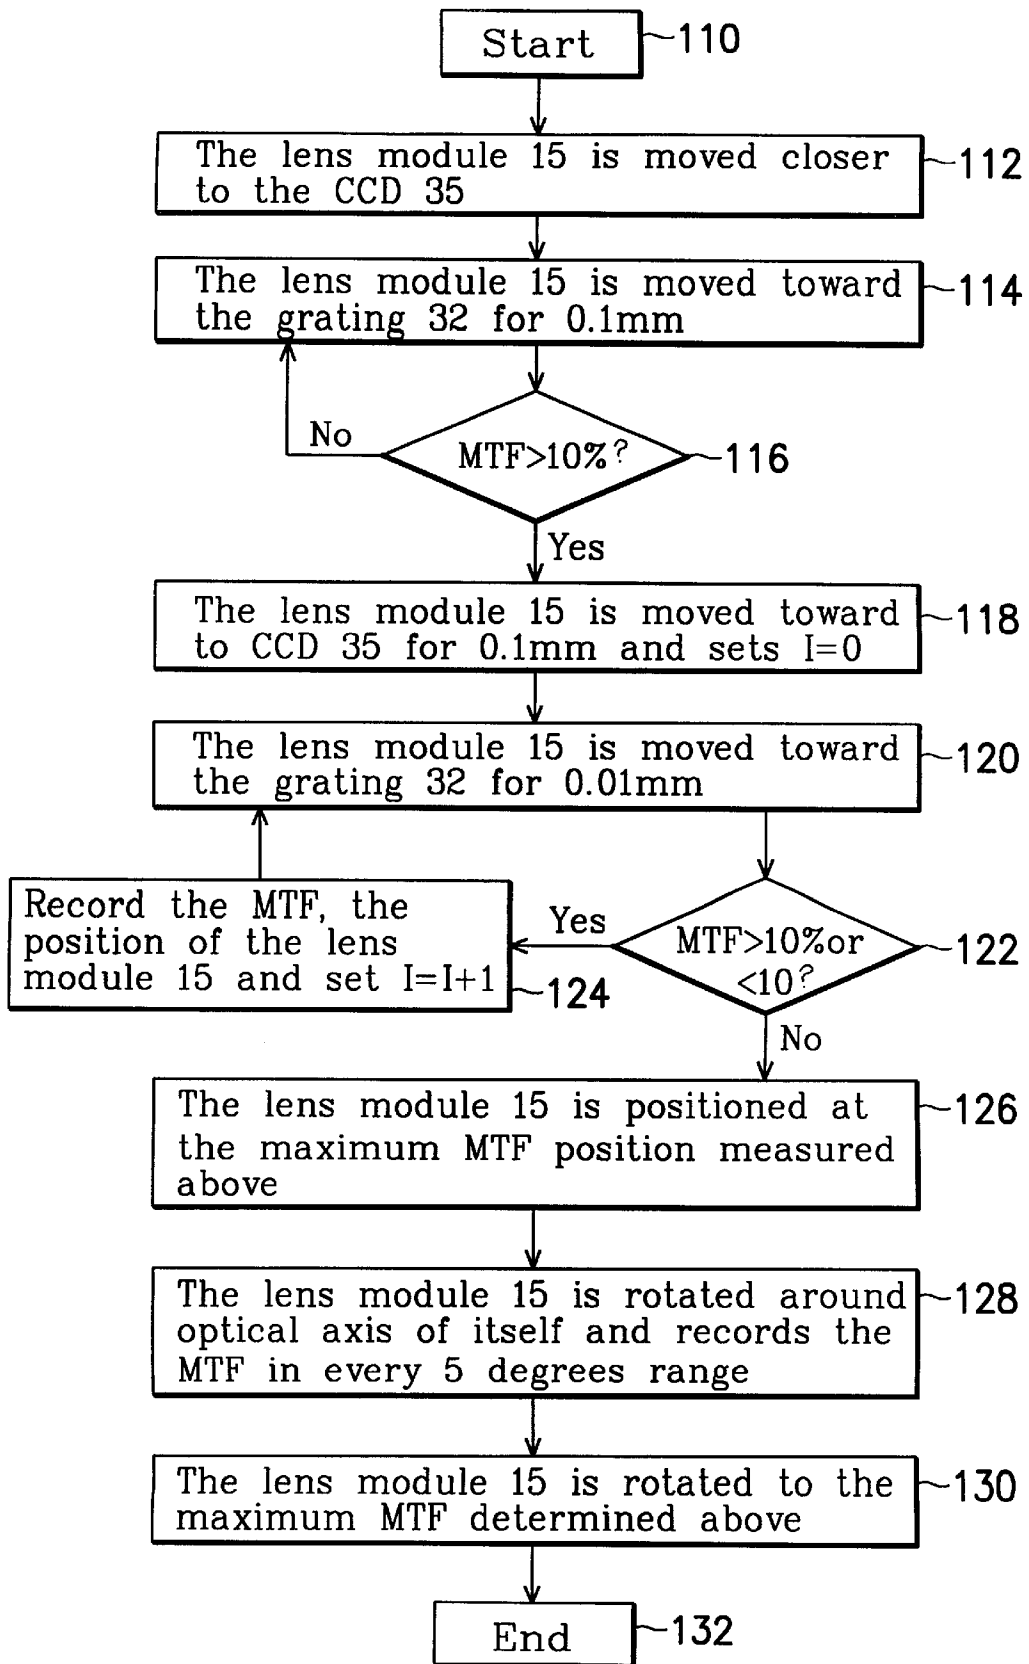 Start
110
The lens module 15 is moved closer
to the CCD 35
112
The lens module 15 is moved toward
the grating 32 for 0.1mm
114
No
MTF>10%?
116
Yes
The lens module 15 is moved toward
to CCD 35 for 0.1mm and sets I=0
118
The lens module 15 is moved toward
the grating 32 for 0.01mm
120
Record the MTF, the
position of the lens
module 15 and set I=I+1
124
Yes
MTF>10%or
<10?
122
No
The lens module 15 is positioned at
the maximum MTF position measured
above
126
The lens module 15 is rotated around
optical axis of itself and records the
MTF in every 5 degrees range
128
The lens module 15 is rotated to the
maximum MTF determined above
130
End
132